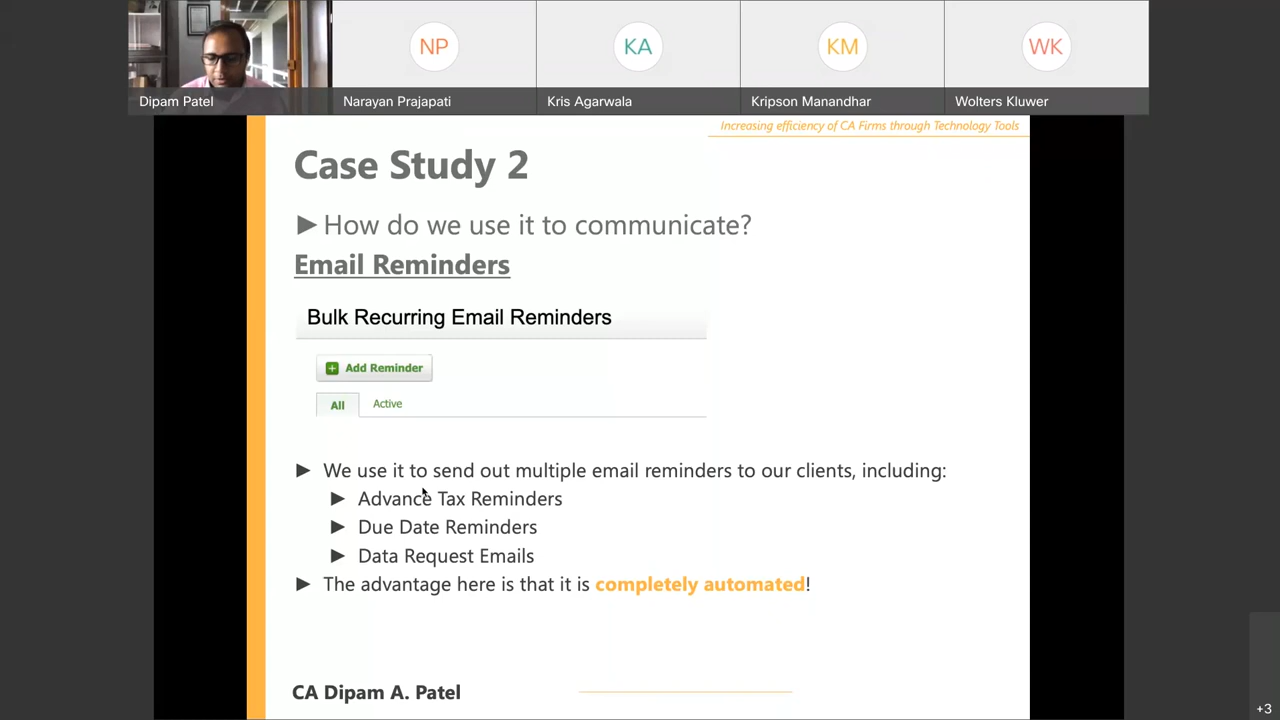 NP
KA
KM
WK
Dipam Patel
Narayan Prajapati
Kris Agarwala
Kripson Manandhar
Wolters Kluwer
Increasing efficiency of CA Firms through Technology Tools
Case Study 2
►How do we use it to communicate?
Email Reminders
Bulk Recurring Email Reminders
Add Reminder
All
Active
► We use it to send out multiple email reminders to our clients, including:
► Advance Tax Reminders
► Due Date Reminders
► Data Request Emails
► The advantage here is that it is completely automated!
CA Dipam A. Patel
+3